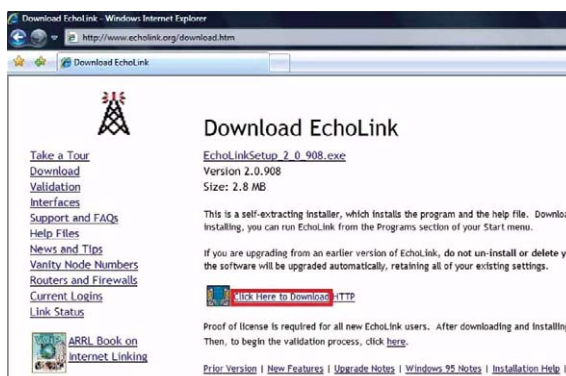 Download EchoLink - Windows Internet Explorer
http://www.echolink.org/download.htm
Download EchoLink
Download EchoLink
Take a Tour
Download
Validation
Interfaces
Support and FAQs
Help Files
News and Tips
Vanity Node Numbers
Routers and Firewalls
Current Logins
Link Status
ARRL Book on
Internet Linking
EchoLinkSetup_2_0_908.exe
Version 2.0.908
Size: 2.8 MB
This is a self-extracting installer, which installs the program and the help file. Downloa
installing, you can run EchoLink from the Programs section of your Start menu.
If you are upgrading from an earlier version of EchoLink, do not un-install or delete y
the software will be upgraded automatically, retaining all of your existing settings.
Click Here to Download HTTP
Proof of license is required for all new EchoLink users. After downloading and installing
Then, to begin the validation process, click here.
Prior Version | New Features | Upgrade Notes | Windows 95 Notes | Installation Help |